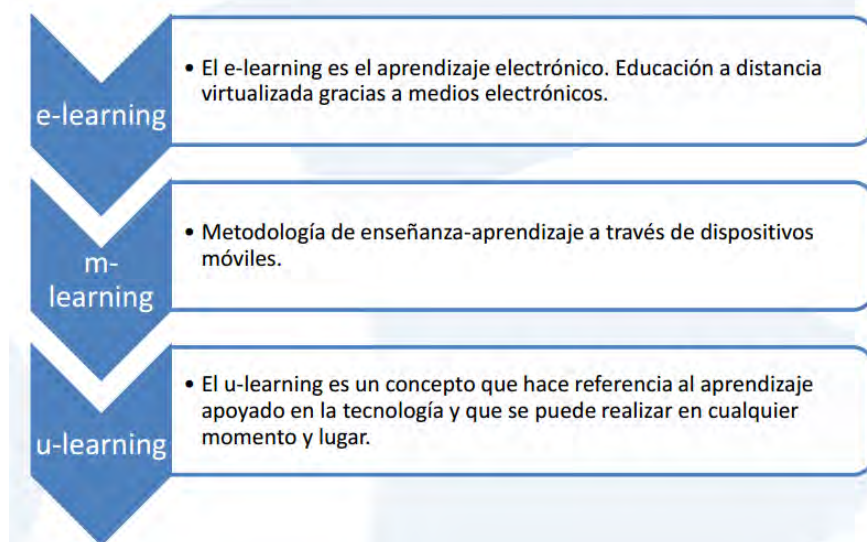 e-learning
• El e-learning es el aprendizaje electrónico. Educación a distancia
virtualizada gracias a medios electrónicos.
m-
learning
• Metodología de enseñanza-aprendizaje a través de dispositivos
móviles.
u-learning
• El u-learning es un concepto que hace referencia al aprendizaje
apoyado en la tecnología y que se puede realizar en cualquier
momento y lugar.